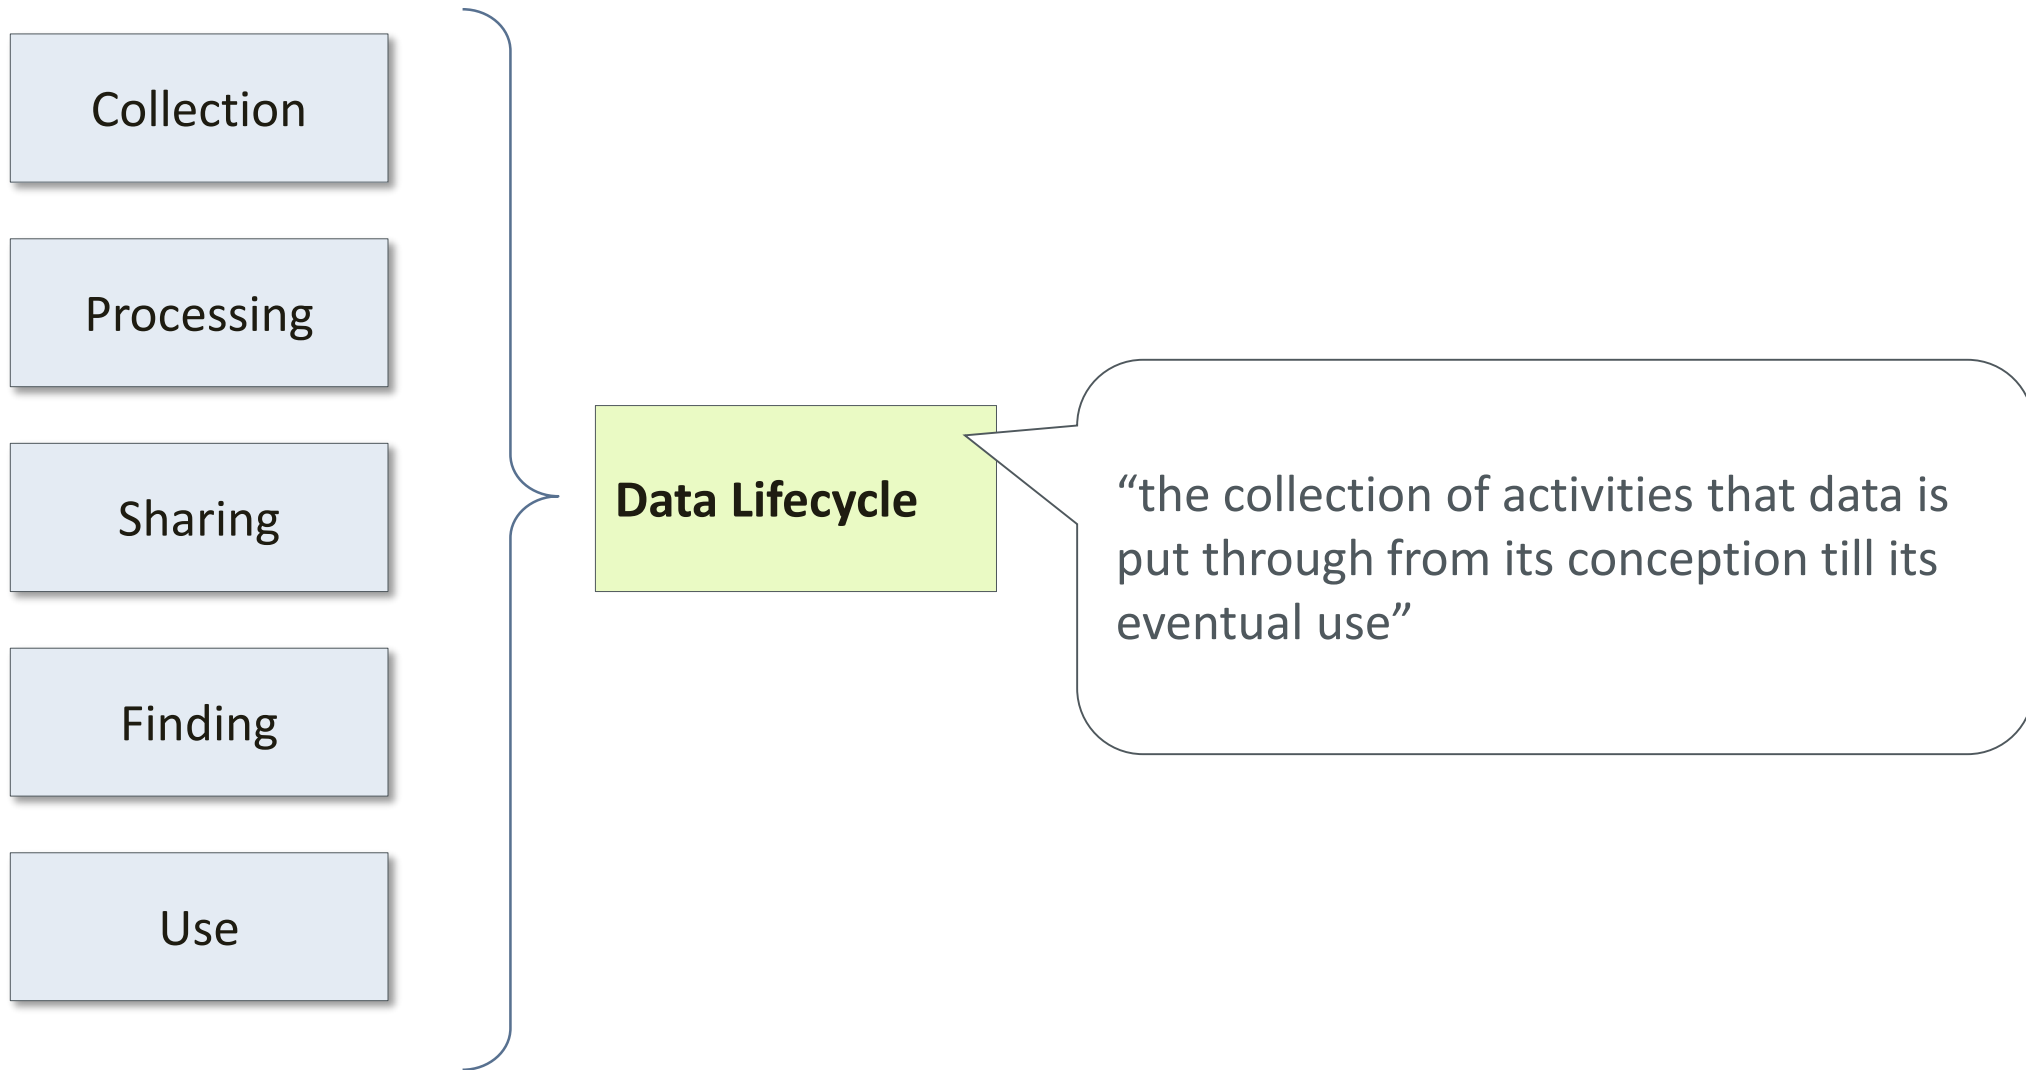 Collection
Processing
Sharing
Finding
Use
Data Lifecycle
“the collection of activities that data is
put through from its conception till its
eventual use”